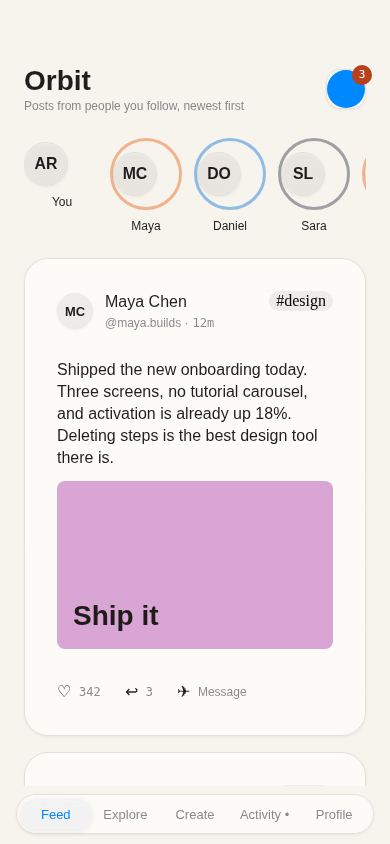 Orbit
3
Posts from people you follow, newest first
AR
MC
DO
SL
You
Maya
Daniel
Sara
MC
Maya Chen
#design
@maya.builds · 12m
Shipped the new onboarding today.
Three screens, no tutorial carousel,
and activation is already up 18%.
Deleting steps is the best design tool
there is.
Ship it
♡ 342 ↩ 3 ✈ Message
Feed Explore Create Activity • Profile